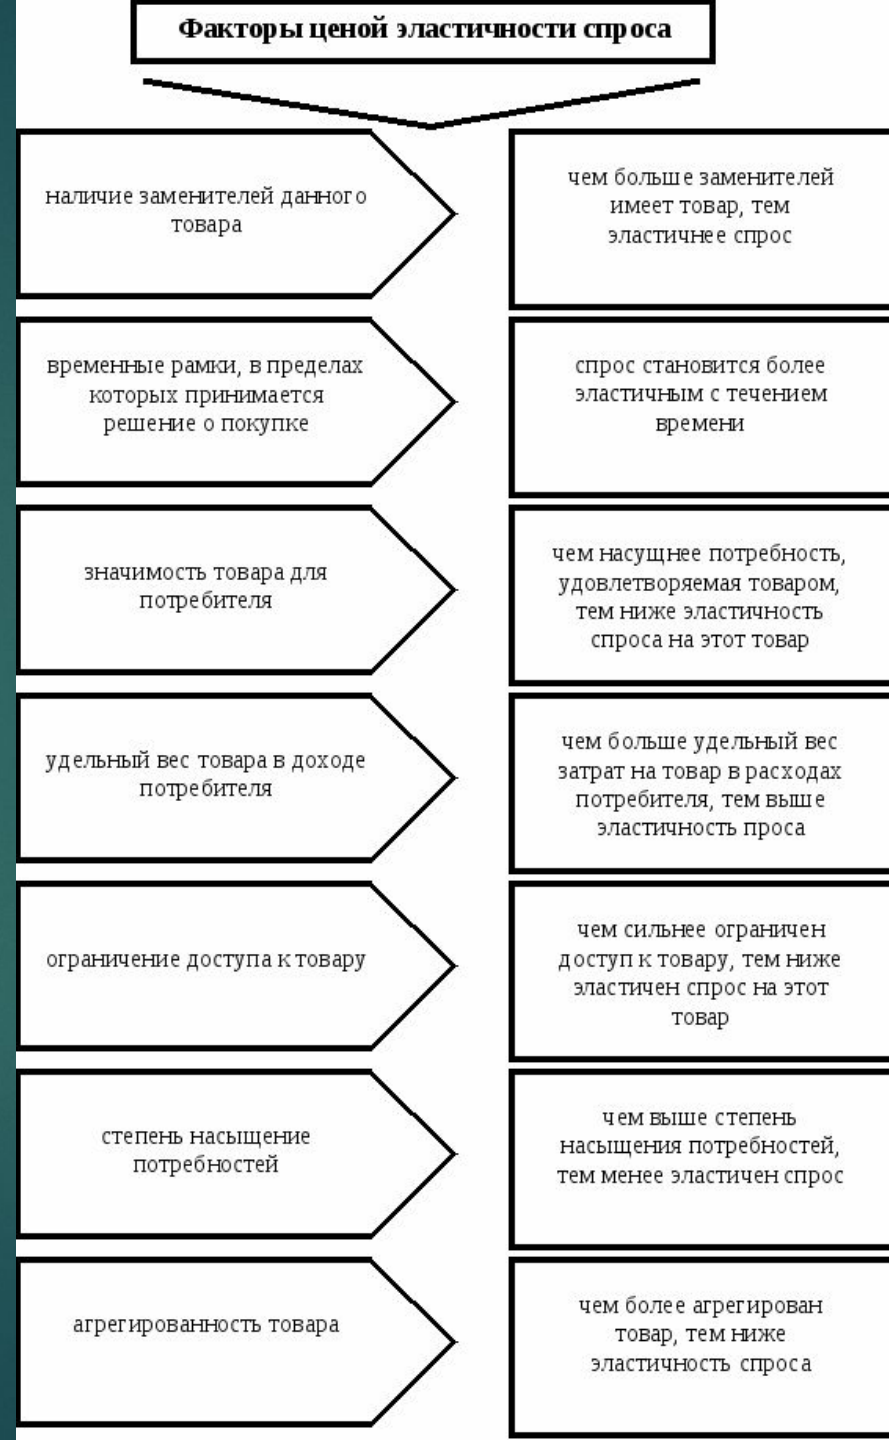 Факторы ценой эластичности спроса
наличие заменителей данного
товара
чем больше заменителей
имеет товар, тем
эластичнее спрос
временные рамки, в пределах
которых принимается
решение о покупке
спрос становится более
эластичным с течением
времени
значимость товара для
потребителя
чем насущнее потребность,
удовлетворяемая товаром,
тем ниже эластичность
спроса на этот товар
удельный вес товара в доходе
потребителя
чем больше удельный вес
затрат на товар в расходах
потребителя, тем выше
эластичность проса
ограничение доступа к товару
чем сильнее ограничен
доступ к товару, тем ниже
эластичен спрос на этот
товар
степень насыщение
потребностей
чем выше степень
насыщения потребностей,
тем менее эластичен спрос
агрегированность товара
чем более агрегирован
товар, тем ниже
эластичность спроса